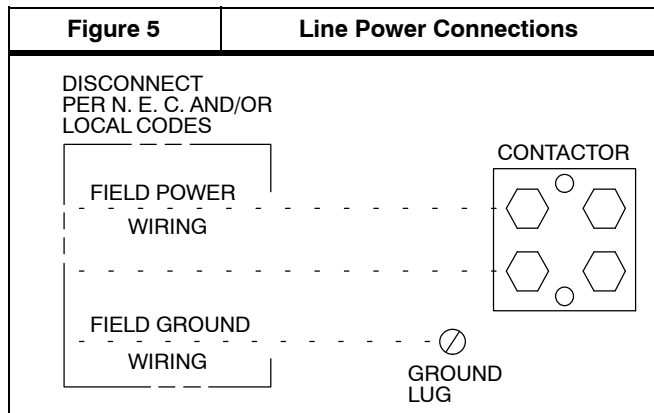 Figure 5
Line Power Connections
DISCONNECT
PER N. E. C. AND/OR
LOCAL CODES
CONTACTOR
FIELD POWER
WIRING
FIELD GROUND
WIRING
GROUND
LUG